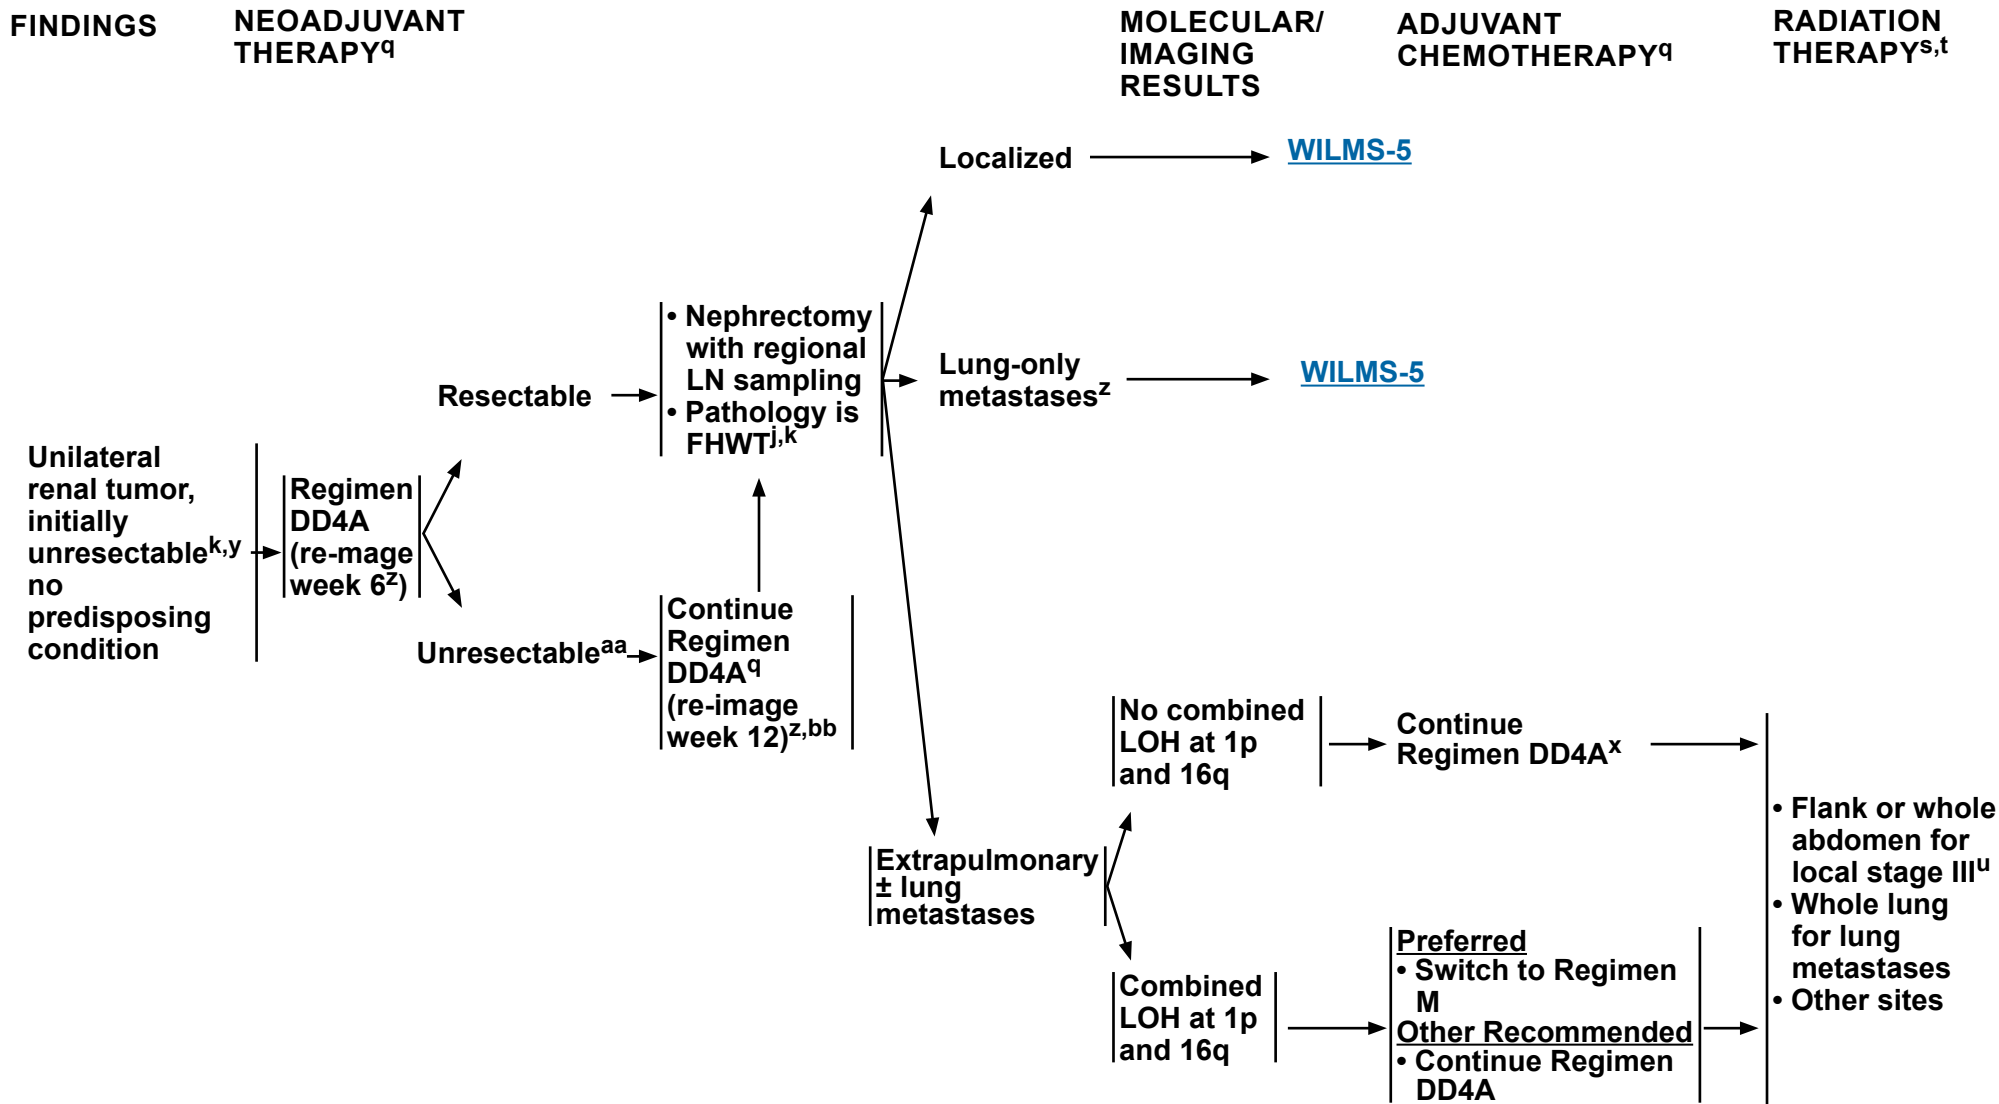 FINDINGS
NEOADJUVANT
THERAPYq
MOLECULAR/
IMAGING
RESULTS
ADJUVANT
CHEMOTHERAPYq
RADIATION
THERAPYs,t
Localized
WILMS-5
• Nephrectomy
with regional
LN sampling
• Pathology is
FHWTj,k
Lung-only
metastasesz
WILMS-5
Resectable
Unilateral
renal tumor,
initially
unresectablek,y
no
predisposing
condition
Regimen
DD4A
(re-mage
week 6z)
Unresectableaa
Continue
Regimen
DD4Aq
(re-image
week 12)z,bb
Extrapulmonary
± lung
metastases
No combined
LOH at 1p
and 16q
Continue
Regimen DD4Ax
Combined
LOH at 1p
and 16q
Preferred
• Switch to Regimen
M
Other Recommended
• Continue Regimen
DD4A
• Flank or whole
abdomen for
local stage IIIu
• Whole lung
for lung
metastases
• Other sites